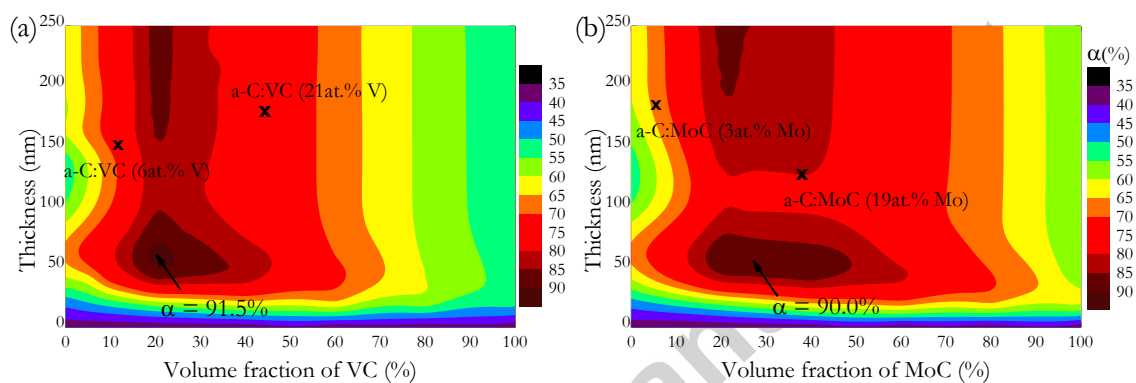 (a)
250
200
150
100
50
0
Thickness (nm)
a-C:VC (21at.% V)
x
x
a-C:VC (6at.% V)
α = 91.5%
0 10 20 30 40 50 60 70 80 90 100
Volume fraction of VC (%)
35
40
45
50
55
60
65
70
75
80
85
90
(b)
250
200
150
100
50
0
Thickness (nm)
x
a-C:MoC (3at.% Mo)
x
a-C:MoC (19at.% Mo)
α = 90.0%
0 10 20 30 40 50 60 70 80 90 100
Volume fraction of MoC (%)
α(%)
35
40
45
50
55
60
65
70
75
80
85
90